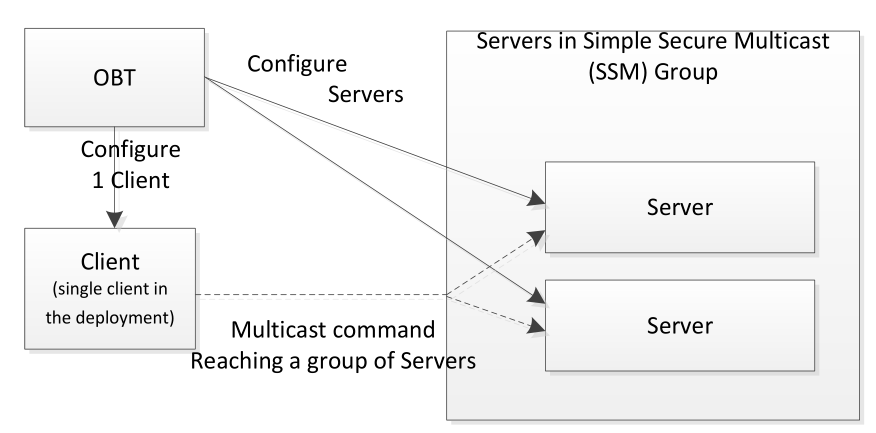 OBT
Configure
Servers
Servers in Simple Secure Multicast
(SSM) Group
Configure
1 Client
Server
Client
(single client in
the deployment)
Server
Multicast command
Reaching a group of Servers